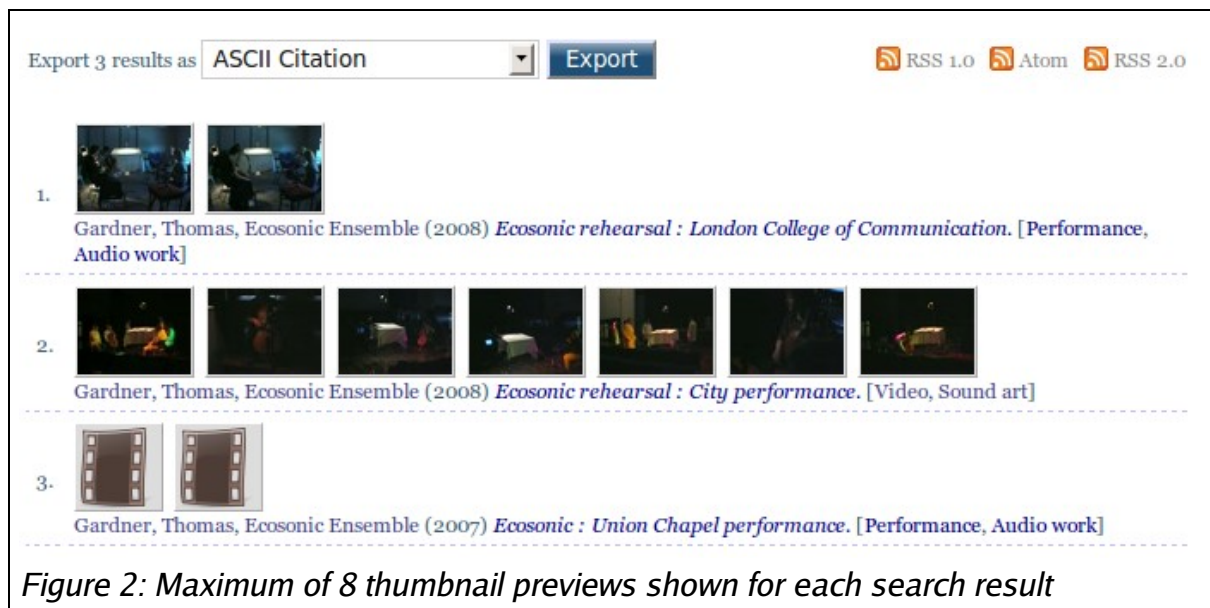 Export 3 results as ASCII Citation Export RSS 1.0 Atom RSS 2.0
1.
Gardner, Thomas, Ecosonic Ensemble (2008) Ecosonic rehearsal : London College of Communication. [Performance,
Audio work]
2.
Gardner, Thomas, Ecosonic Ensemble (2008) Ecosonic rehearsal : City performance. [Video, Sound art]
3.
Gardner, Thomas, Ecosonic Ensemble (2007) Ecosonic : Union Chapel performance. [Performance, Audio work]
Figure 2: Maximum of 8 thumbnail previews shown for each search result